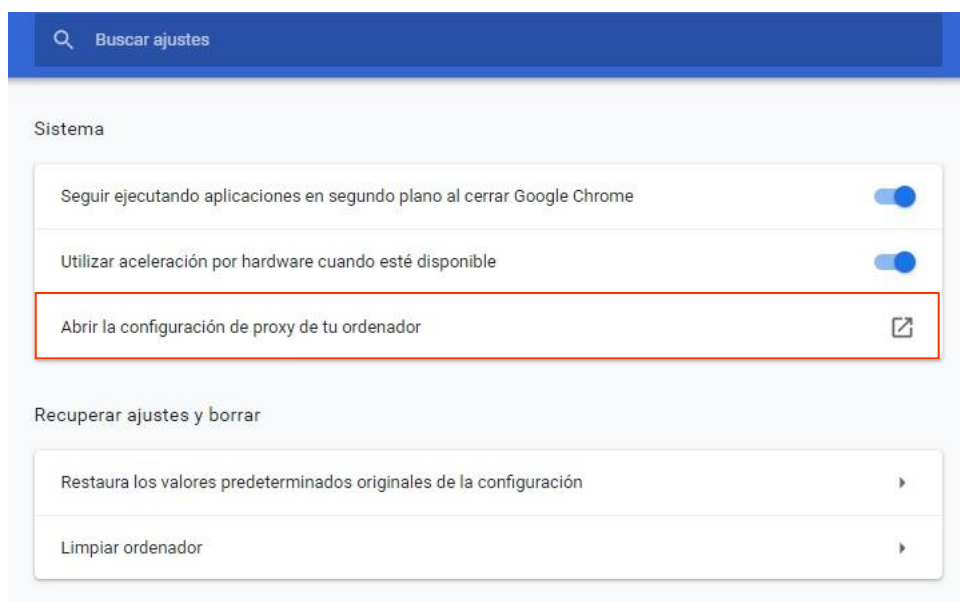 Buscar ajustes
Sistema
Seguir ejecutando aplicaciones en segundo plano al cerrar Google Chrome
Utilizar aceleración por hardware cuando esté disponible
Abrir la configuración de proxy de tu ordenador
Recuperar ajustes y borrar
Restaura los valores predeterminados originales de la configuración
Limpiar ordenador